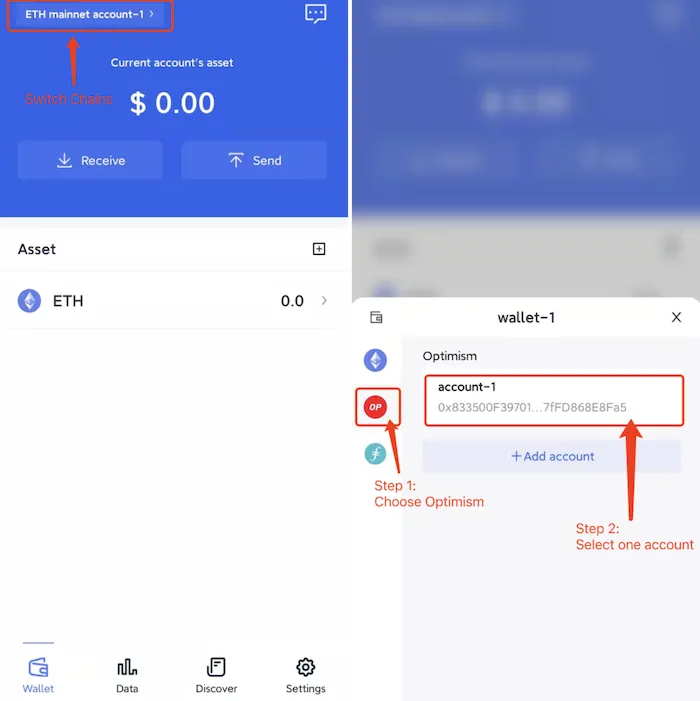 ETH mainnet account-1
Switch Chains
Current account's asset
$ 0.00
Receive
Send
Asset
ETH
0.0
Wallet
Data
Discover
Settings
wallet-1
Optimism
OP
account-1
0x833500F39701...7fFD868E8Fa5
+Add account
Step 1:
Choose Optimism
Step 2:
Select one account